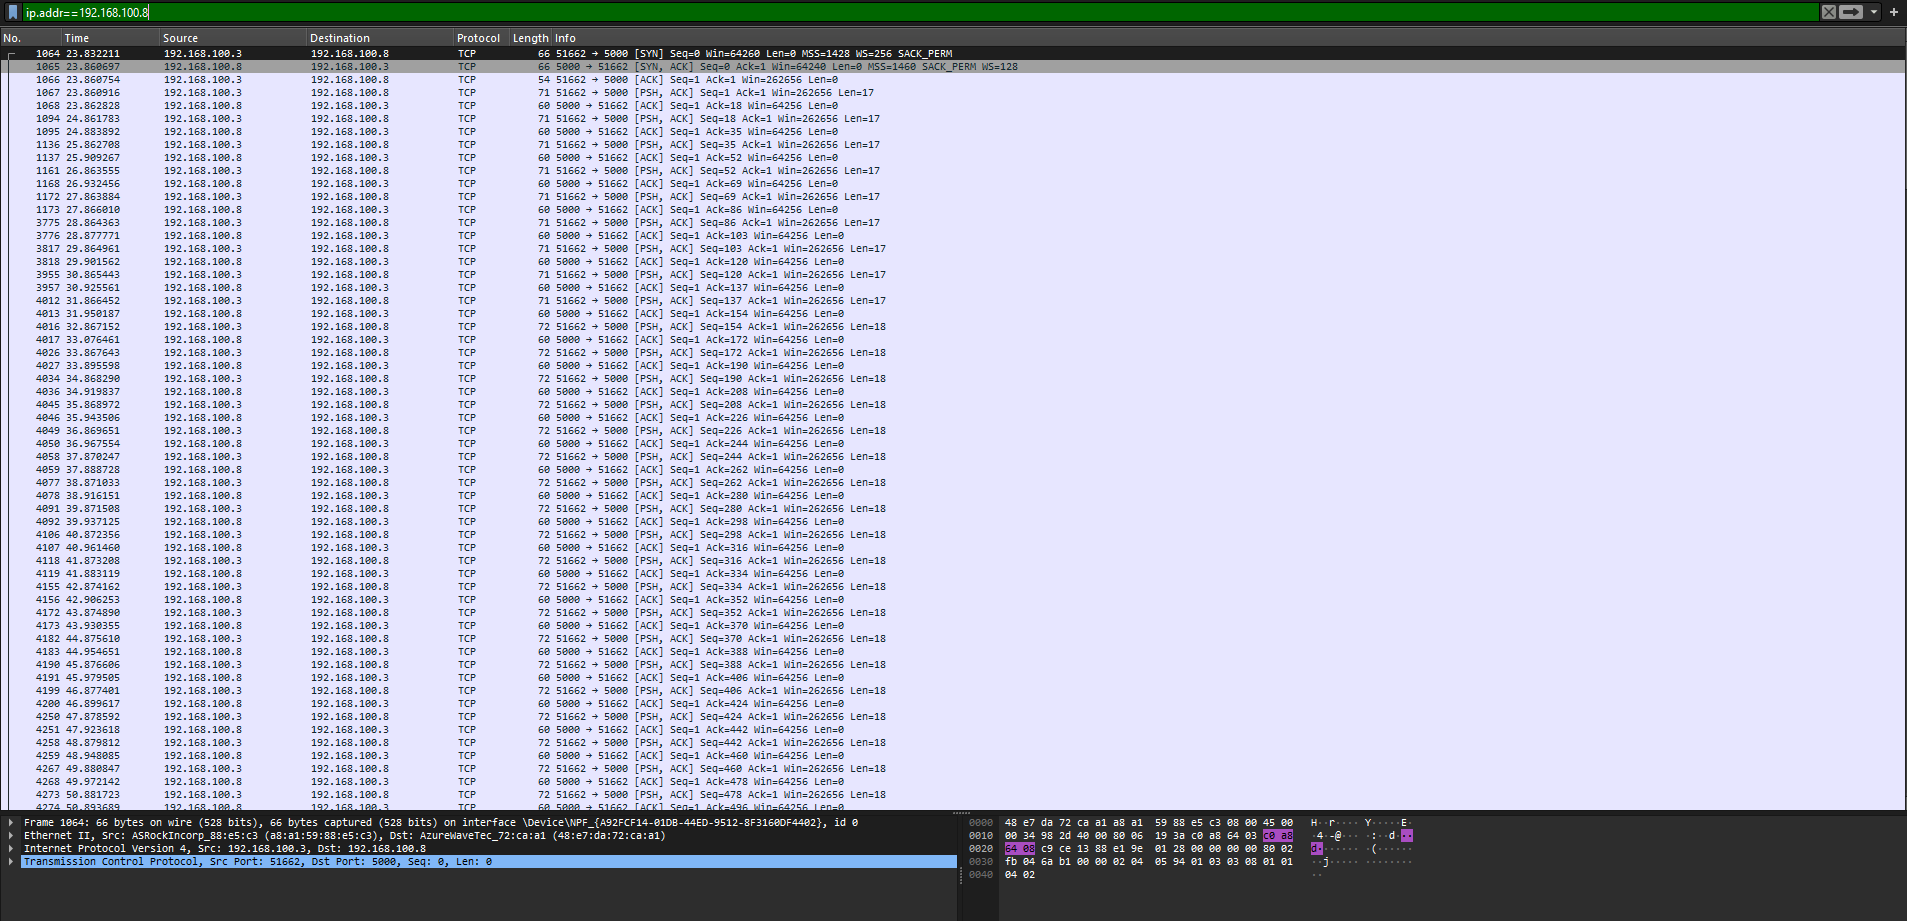 ip.addr==192.168.100.8
No. Time Source Destination Protocol Length Info
1064 23.832211 192.168.100.3 192.168.100.8 TCP 66 51662 → 5000 [SYN] Seq=0 Win=64260 Len=0 MSS=1428 WS=256 SACK_PERM
1065 23.860697 192.168.100.8 192.168.100.3 TCP 66 5000 → 51662 [SYN, ACK] Seq=0 Ack=1 Win=64240 Len=0 MSS=1460 SACK_PERM WS=128
1066 23.860754 192.168.100.3 192.168.100.8 TCP 54 51662 → 5000 [ACK] Seq=1 Ack=1 Win=262656 Len=0
1067 23.860916 192.168.100.3 192.168.100.8 TCP 71 51662 → 5000 [PSH, ACK] Seq=1 Ack=1 Win=262656 Len=17
1068 23.862828 192.168.100.8 192.168.100.3 TCP 60 5000 → 51662 [ACK] Seq=1 Ack=18 Win=64256 Len=0
1094 24.861783 192.168.100.3 192.168.100.8 TCP 71 51662 → 5000 [PSH, ACK] Seq=18 Ack=1 Win=262656 Len=17
1095 24.883892 192.168.100.8 192.168.100.3 TCP 60 5000 → 51662 [ACK] Seq=1 Ack=35 Win=64256 Len=0
1136 25.862708 192.168.100.3 192.168.100.8 TCP 71 51662 → 5000 [PSH, ACK] Seq=35 Ack=1 Win=262656 Len=17
1137 25.909267 192.168.100.8 192.168.100.3 TCP 60 5000 → 51662 [ACK] Seq=1 Ack=52 Win=64256 Len=0
1161 26.863555 192.168.100.3 192.168.100.8 TCP 71 51662 → 5000 [PSH, ACK] Seq=52 Ack=1 Win=262656 Len=17
1168 26.932456 192.168.100.8 192.168.100.3 TCP 60 5000 → 51662 [ACK] Seq=1 Ack=69 Win=64256 Len=0
1172 27.863884 192.168.100.3 192.168.100.8 TCP 71 51662 → 5000 [PSH, ACK] Seq=69 Ack=1 Win=262656 Len=17
1173 27.866010 192.168.100.8 192.168.100.3 TCP 60 5000 → 51662 [ACK] Seq=1 Ack=86 Win=64256 Len=0
3775 28.864363 192.168.100.3 192.168.100.8 TCP 71 51662 → 5000 [PSH, ACK] Seq=86 Ack=1 Win=262656 Len=17
3776 28.877771 192.168.100.8 192.168.100.3 TCP 60 5000 → 51662 [ACK] Seq=1 Ack=103 Win=64256 Len=0
3817 29.864961 192.168.100.3 192.168.100.8 TCP 71 51662 → 5000 [PSH, ACK] Seq=103 Ack=1 Win=262656 Len=17
3818 29.901562 192.168.100.8 192.168.100.3 TCP 60 5000 → 51662 [ACK] Seq=1 Ack=120 Win=64256 Len=0
3955 30.865443 192.168.100.3 192.168.100.8 TCP 71 51662 → 5000 [PSH, ACK] Seq=120 Ack=1 Win=262656 Len=17
3957 30.925561 192.168.100.8 192.168.100.3 TCP 60 5000 → 51662 [ACK] Seq=1 Ack=137 Win=64256 Len=0
4012 31.866452 192.168.100.3 192.168.100.8 TCP 71 51662 → 5000 [PSH, ACK] Seq=137 Ack=1 Win=262656 Len=17
4013 31.950187 192.168.100.8 192.168.100.3 TCP 60 5000 → 51662 [ACK] Seq=1 Ack=154 Win=64256 Len=0
4016 32.867152 192.168.100.3 192.168.100.8 TCP 72 51662 → 5000 [PSH, ACK] Seq=154 Ack=1 Win=262656 Len=18
4017 33.076461 192.168.100.8 192.168.100.3 TCP 60 5000 → 51662 [ACK] Seq=1 Ack=172 Win=64256 Len=0
4026 33.867643 192.168.100.3 192.168.100.8 TCP 72 51662 → 5000 [PSH, ACK] Seq=172 Ack=1 Win=262656 Len=18
4027 33.895598 192.168.100.8 192.168.100.3 TCP 60 5000 → 51662 [ACK] Seq=1 Ack=190 Win=64256 Len=0
4034 34.868290 192.168.100.3 192.168.100.8 TCP 72 51662 → 5000 [PSH, ACK] Seq=190 Ack=1 Win=262656 Len=18
4036 34.919837 192.168.100.8 192.168.100.3 TCP 60 5000 → 51662 [ACK] Seq=1 Ack=208 Win=64256 Len=0
4045 35.868972 192.168.100.3 192.168.100.8 TCP 72 51662 → 5000 [PSH, ACK] Seq=208 Ack=1 Win=262656 Len=18
4046 35.943506 192.168.100.8 192.168.100.3 TCP 60 5000 → 51662 [ACK] Seq=1 Ack=226 Win=64256 Len=0
4049 36.869651 192.168.100.3 192.168.100.8 TCP 72 51662 → 5000 [PSH, ACK] Seq=226 Ack=1 Win=262656 Len=18
4050 36.967554 192.168.100.8 192.168.100.3 TCP 60 5000 → 51662 [ACK] Seq=1 Ack=244 Win=64256 Len=0
4058 37.870247 192.168.100.3 192.168.100.8 TCP 72 51662 → 5000 [PSH, ACK] Seq=244 Ack=1 Win=262656 Len=18
4059 37.888728 192.168.100.8 192.168.100.3 TCP 60 5000 → 51662 [ACK] Seq=1 Ack=262 Win=64256 Len=0
4077 38.871033 192.168.100.3 192.168.100.8 TCP 72 51662 → 5000 [PSH, ACK] Seq=262 Ack=1 Win=262656 Len=18
4078 38.916151 192.168.100.8 192.168.100.3 TCP 60 5000 → 51662 [ACK] Seq=1 Ack=280 Win=64256 Len=0
4091 39.871508 192.168.100.3 192.168.100.8 TCP 72 51662 → 5000 [PSH, ACK] Seq=280 Ack=1 Win=262656 Len=18
4092 39.937125 192.168.100.8 192.168.100.3 TCP 60 5000 → 51662 [ACK] Seq=1 Ack=298 Win=64256 Len=0
4106 40.872356 192.168.100.3 192.168.100.8 TCP 72 51662 → 5000 [PSH, ACK] Seq=298 Ack=1 Win=262656 Len=18
4107 40.961460 192.168.100.8 192.168.100.3 TCP 60 5000 → 51662 [ACK] Seq=1 Ack=316 Win=64256 Len=0
4118 41.873208 192.168.100.3 192.168.100.8 TCP 72 51662 → 5000 [PSH, ACK] Seq=316 Ack=1 Win=262656 Len=18
4119 41.883119 192.168.100.8 192.168.100.3 TCP 60 5000 → 51662 [ACK] Seq=1 Ack=334 Win=64256 Len=0
4155 42.874162 192.168.100.3 192.168.100.8 TCP 72 51662 → 5000 [PSH, ACK] Seq=334 Ack=1 Win=262656 Len=18
4156 42.906253 192.168.100.8 192.168.100.3 TCP 60 5000 → 51662 [ACK] Seq=1 Ack=352 Win=64256 Len=0
4172 43.874890 192.168.100.3 192.168.100.8 TCP 72 51662 → 5000 [PSH, ACK] Seq=352 Ack=1 Win=262656 Len=18
4173 43.930355 192.168.100.8 192.168.100.3 TCP 60 5000 → 51662 [ACK] Seq=1 Ack=370 Win=64256 Len=0
4182 44.875610 192.168.100.3 192.168.100.8 TCP 72 51662 → 5000 [PSH, ACK] Seq=370 Ack=1 Win=262656 Len=18
4183 44.954651 192.168.100.8 192.168.100.3 TCP 60 5000 → 51662 [ACK] Seq=1 Ack=388 Win=64256 Len=0
4190 45.876606 192.168.100.3 192.168.100.8 TCP 72 51662 → 5000 [PSH, ACK] Seq=388 Ack=1 Win=262656 Len=18
4191 45.979505 192.168.100.8 192.168.100.3 TCP 60 5000 → 51662 [ACK] Seq=1 Ack=406 Win=64256 Len=0
4199 46.877401 192.168.100.3 192.168.100.8 TCP 72 51662 → 5000 [PSH, ACK] Seq=406 Ack=1 Win=262656 Len=18
4200 46.899617 192.168.100.8 192.168.100.3 TCP 60 5000 → 51662 [ACK] Seq=1 Ack=424 Win=64256 Len=0
4250 47.878592 192.168.100.3 192.168.100.8 TCP 72 51662 → 5000 [PSH, ACK] Seq=424 Ack=1 Win=262656 Len=18
4251 47.923618 192.168.100.8 192.168.100.3 TCP 60 5000 → 51662 [ACK] Seq=1 Ack=442 Win=64256 Len=0
4258 48.879812 192.168.100.3 192.168.100.8 TCP 72 51662 → 5000 [PSH, ACK] Seq=442 Ack=1 Win=262656 Len=18
4259 48.948085 192.168.100.8 192.168.100.3 TCP 60 5000 → 51662 [ACK] Seq=1 Ack=460 Win=64256 Len=0
4267 49.880847 192.168.100.3 192.168.100.8 TCP 72 51662 → 5000 [PSH, ACK] Seq=460 Ack=1 Win=262656 Len=18
4268 49.972142 192.168.100.8 192.168.100.3 TCP 60 5000 → 51662 [ACK] Seq=1 Ack=478 Win=64256 Len=0
4273 50.881723 192.168.100.3 192.168.100.8 TCP 72 51662 → 5000 [PSH, ACK] Seq=478 Ack=1 Win=262656 Len=18
4274 50.893689 192.168.100.8 192.168.100.3 TCP 60 5000 → 51662 [ACK] Seq=1 Ack=496 Win=64256 Len=0
Frame 1064: 66 bytes on wire (528 bits), 66 bytes captured (528 bits) on interface \Device\NPF_{A92FCF14-01DB-44ED-9512-8F3160DF4402}, id 0
Ethernet II, Src: ASRockIncorp_88:e5:c3 (a8:a1:59:88:e5:c3), Dst: AzureWaveTec_72:ca:a1 (48:e7:da:72:ca:a1)
Internet Protocol Version 4, Src: 192.168.100.3, Dst: 192.168.100.8
Transmission Control Protocol, Src Port: 51662, Dst Port: 5000, Seq: 0, Len: 0
0000 48 e7 da 72 ca a1 a8 a1 59 88 e5 c3 08 00 45 00 H··r···· Y·····E·
0010 00 34 98 2d 40 00 80 06 19 3a c0 a8 64 03 c0 a8 ·4·-@··· ·:··d···
0020 64 08 c9 ce 13 88 e1 9e 01 28 00 00 00 00 80 02 d······· ·(······
0030 fb 04 6a b1 00 00 02 04 05 94 01 03 03 08 01 01 ··j····· ········
0040 04 02 ··